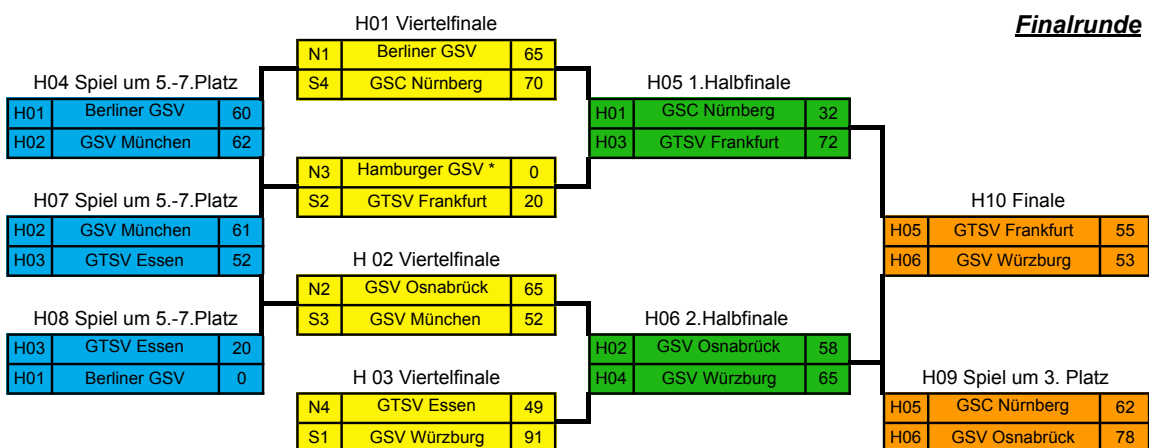 Finalrunde
H01 Viertelfinale
N1 Berliner GSV 65
S4 GSC Nürnberg 70
N3 Hamburger GSV * 0
S2 GTSV Frankfurt 20
H 02 Viertelfinale
N2 GSV Osnabrück 65
S3 GSV München 52
H 03 Viertelfinale
N4 GTSV Essen 49
S1 GSV Würzburg 91
H04 Spiel um 5.-7.Platz
H01 Berliner GSV 60
H02 GSV München 62
H07 Spiel um 5.-7.Platz
H02 GSV München 61
H03 GTSV Essen 52
H08 Spiel um 5.-7.Platz
H03 GTSV Essen 20
H01 Berliner GSV 0
H05 1.Halbfinale
H01 GSC Nürnberg 32
H03 GTSV Frankfurt 72
H06 2.Halbfinale
H02 GSV Osnabrück 58
H04 GSV Würzburg 65
H10 Finale
H05 GTSV Frankfurt 55
H06 GSV Würzburg 53
H09 Spiel um 3. Platz
H05 GSC Nürnberg 62
H06 GSV Osnabrück 78